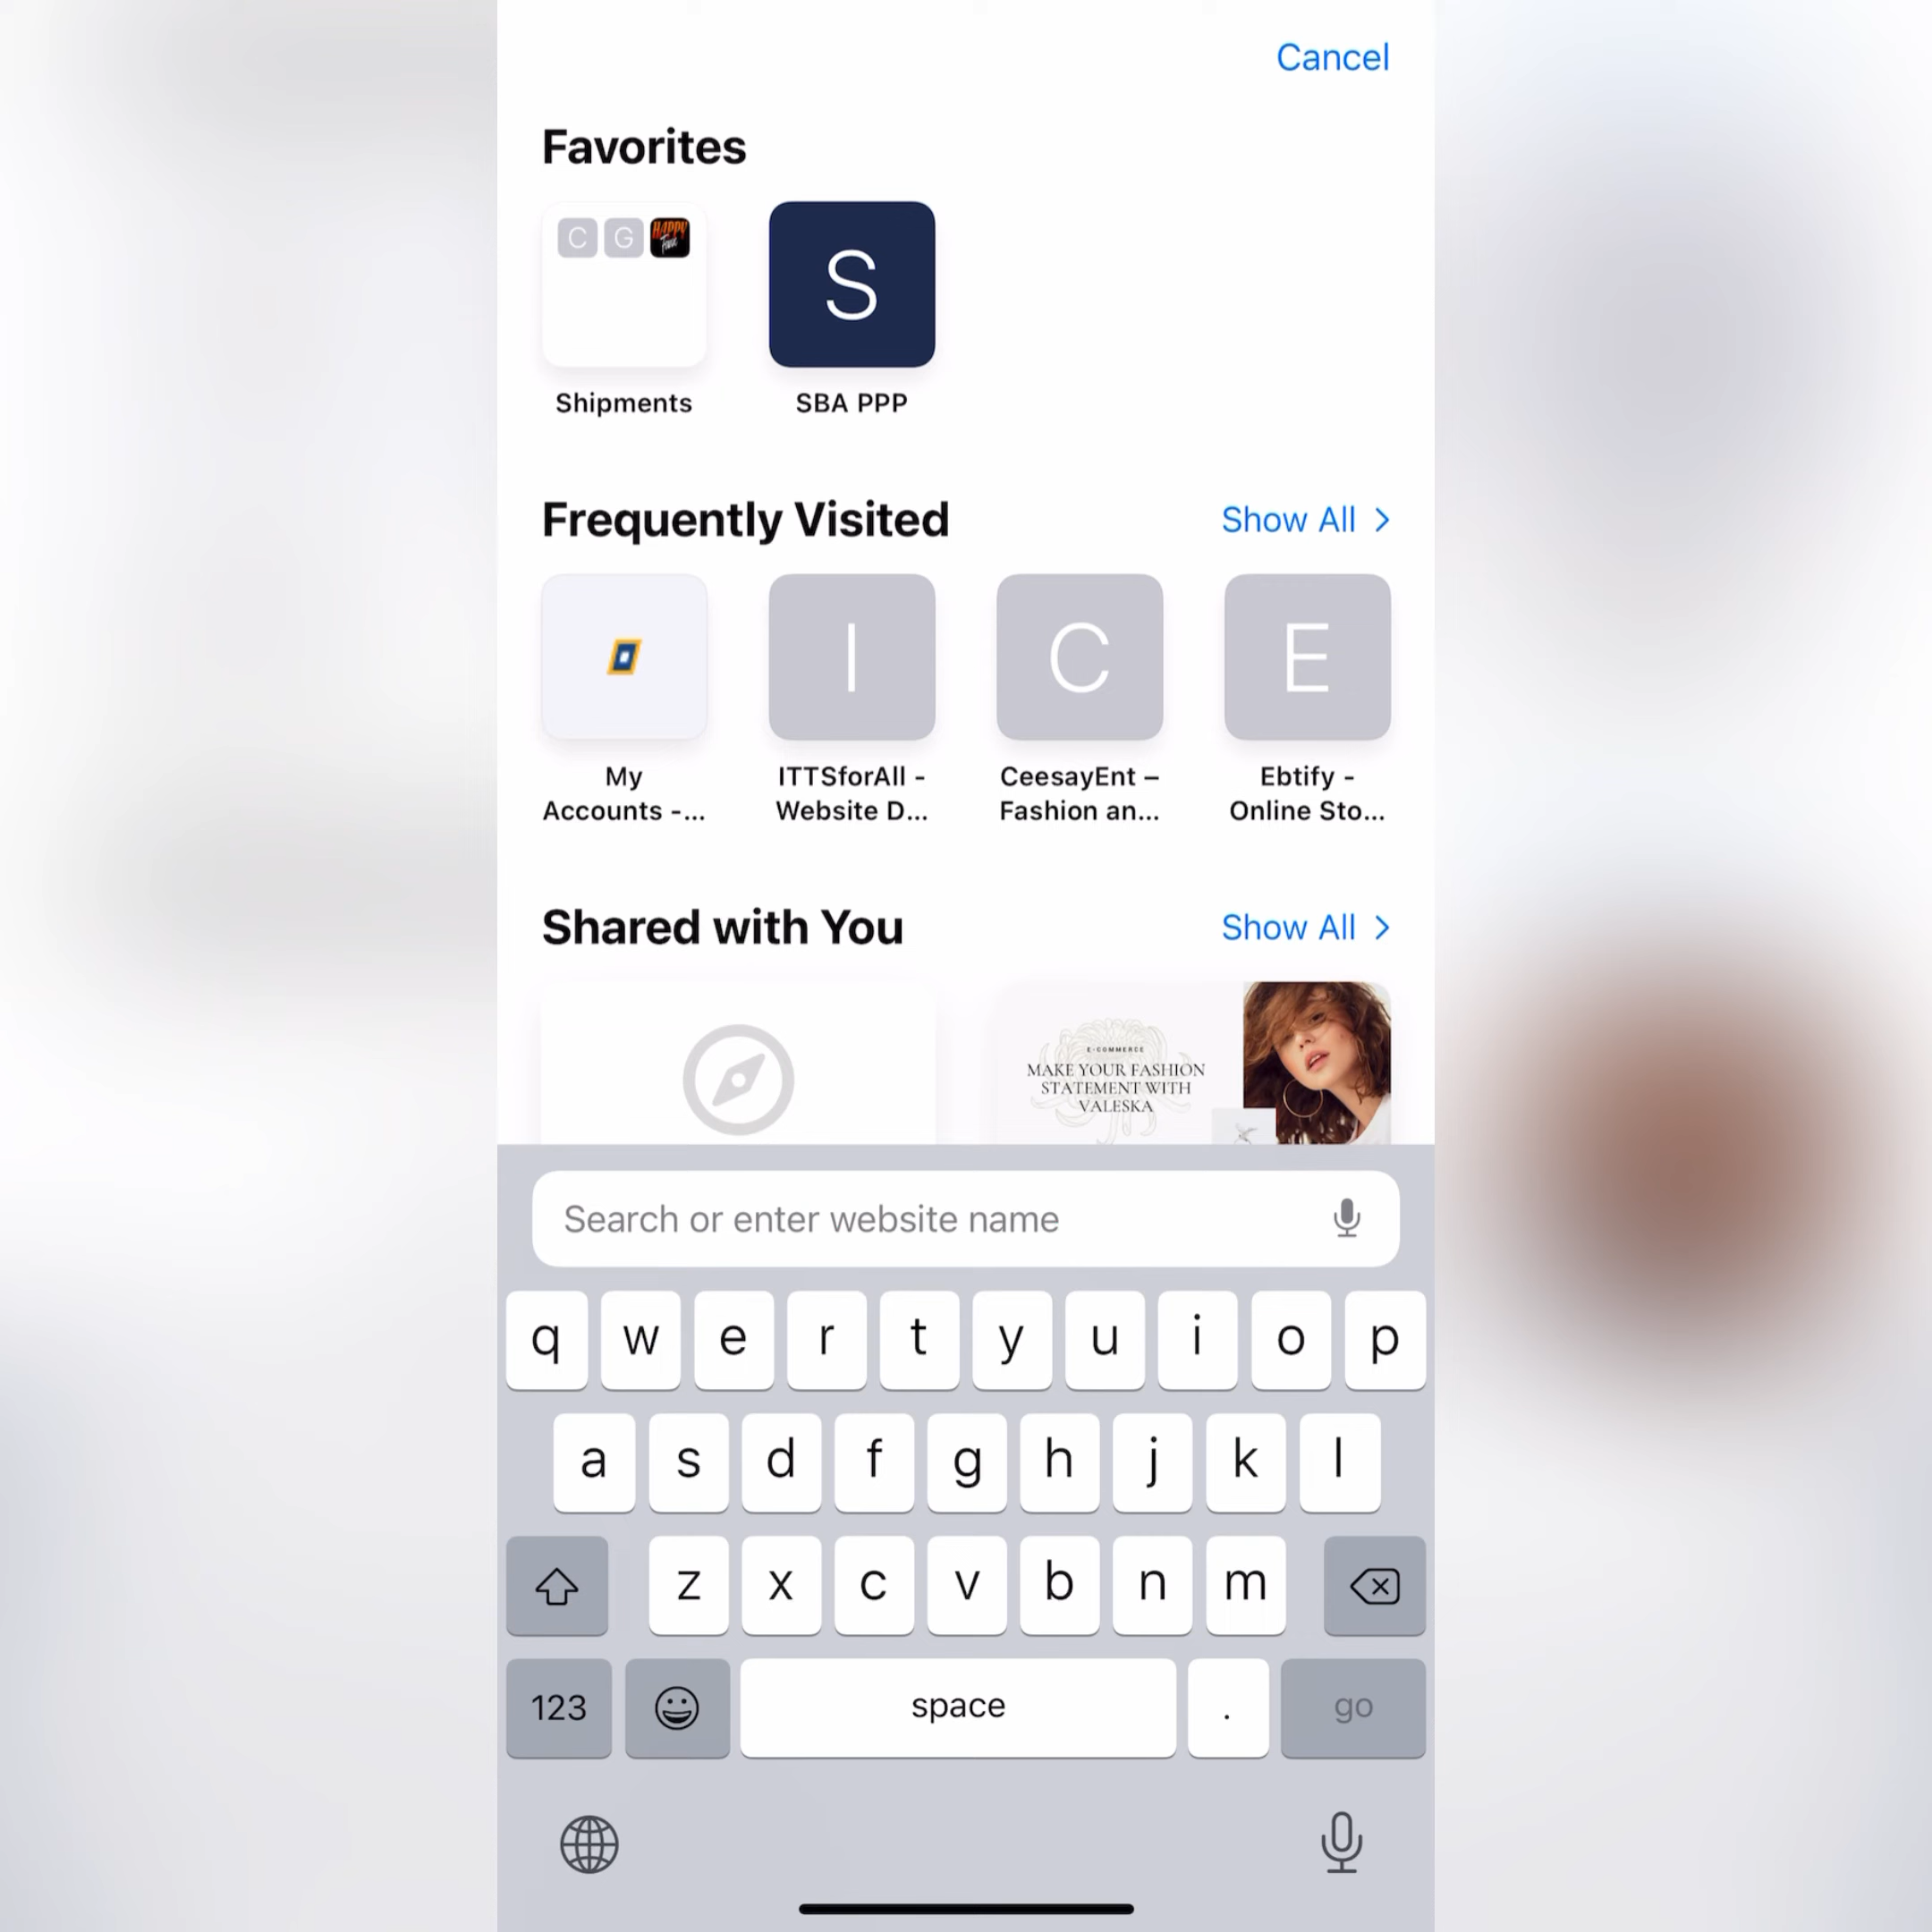 Cancel
Favorites
C G HAPPY
S
Shipments
SBA PPP
Frequently Visited
Show All
I
C
E
My
Accounts -...
ITTSforAll -
Website D...
CeesayEnt –
Fashion an...
Ebtify -
Online Sto...
Shared with You
Show All
E-COMMERCE
MAKE YOUR FASHION
STATEMENT WITH
VALESKA
Search or enter website name
q w e r t y u i o p
a s d f g h j k l
z x c v b n m
123 space . go